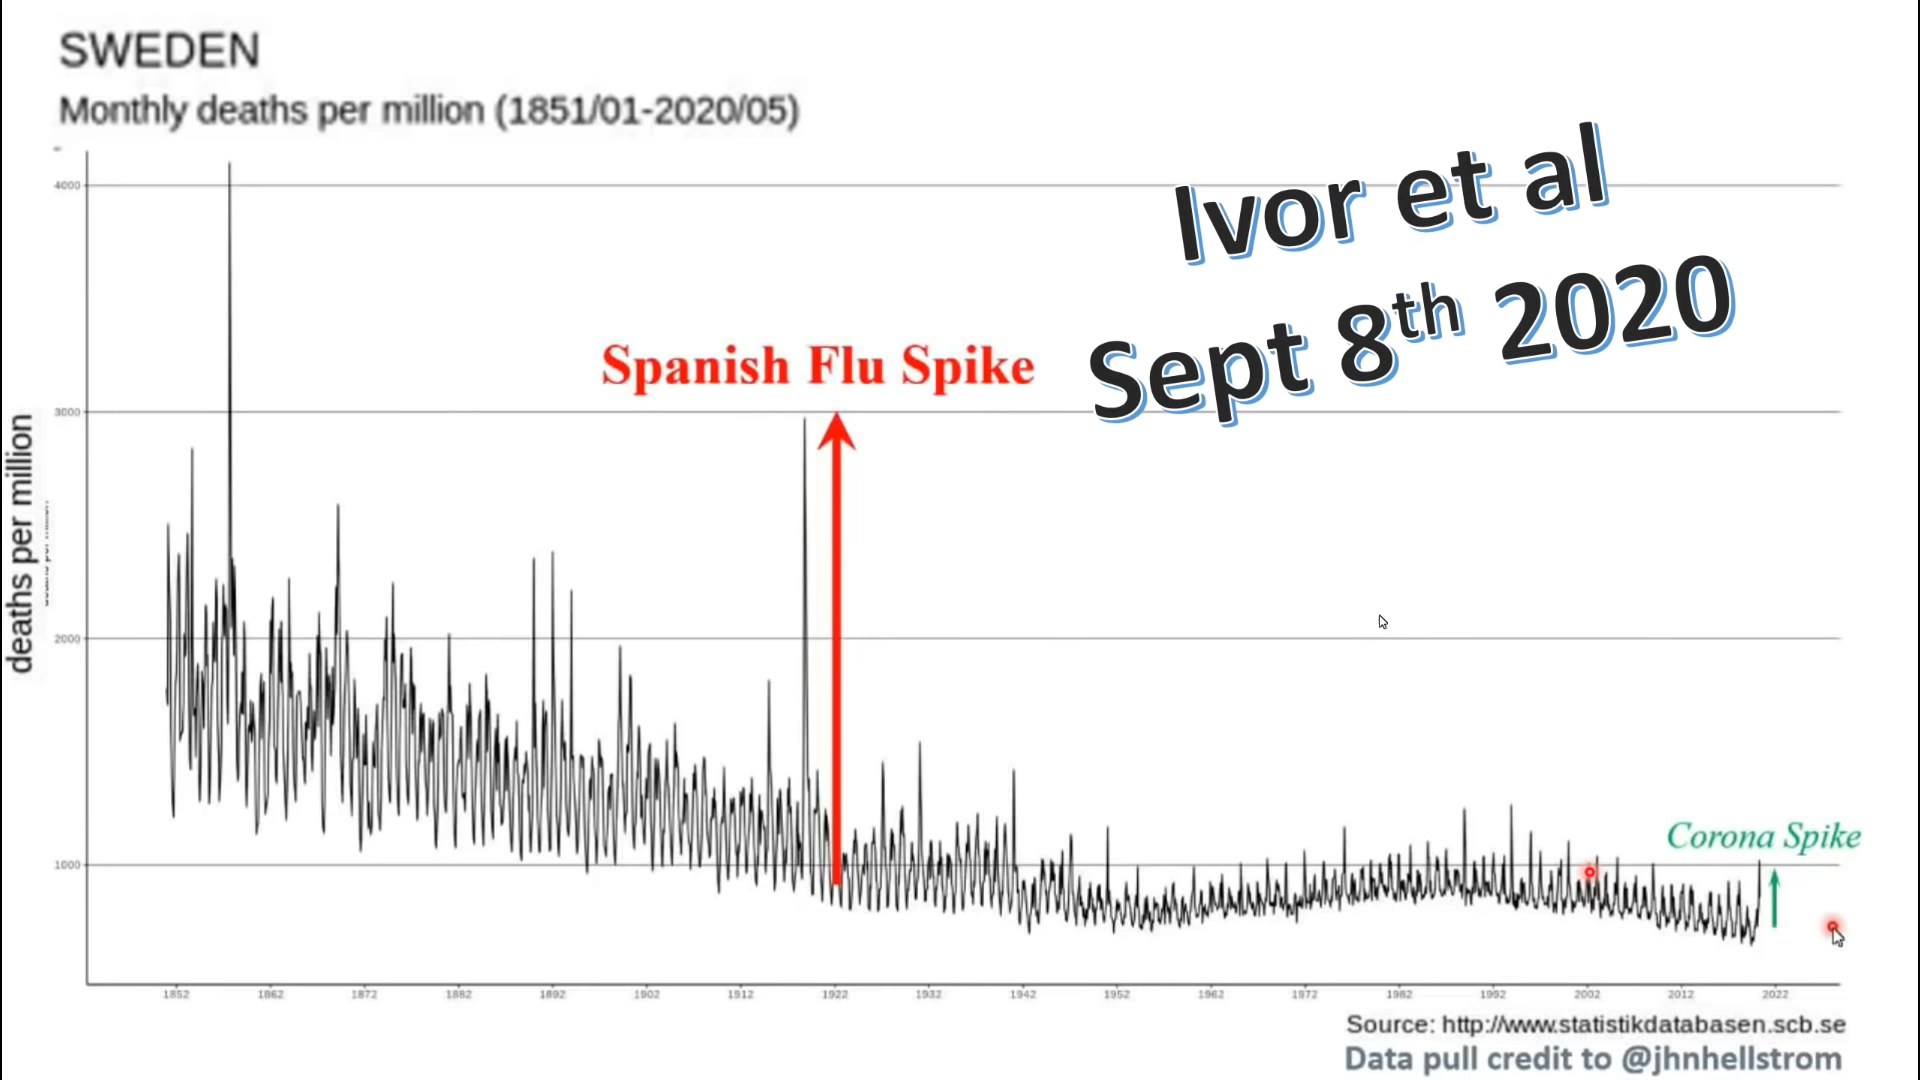 SWEDEN
Monthly deaths per million (1851/01-2020/05)
Ivor et al
Sept 8th 2020
Spanish Flu Spike
Corona Spike
deaths per million
4000
3000
2000
1000
1852 1862 1872 1882 1892 1902 1912 1922 1932 1942 1952 1962 1972 1982 1992 2002 2012 2022
Source: http://www.statistikdatabasen.scb.se
Data pull credit to @jhnhellstrom